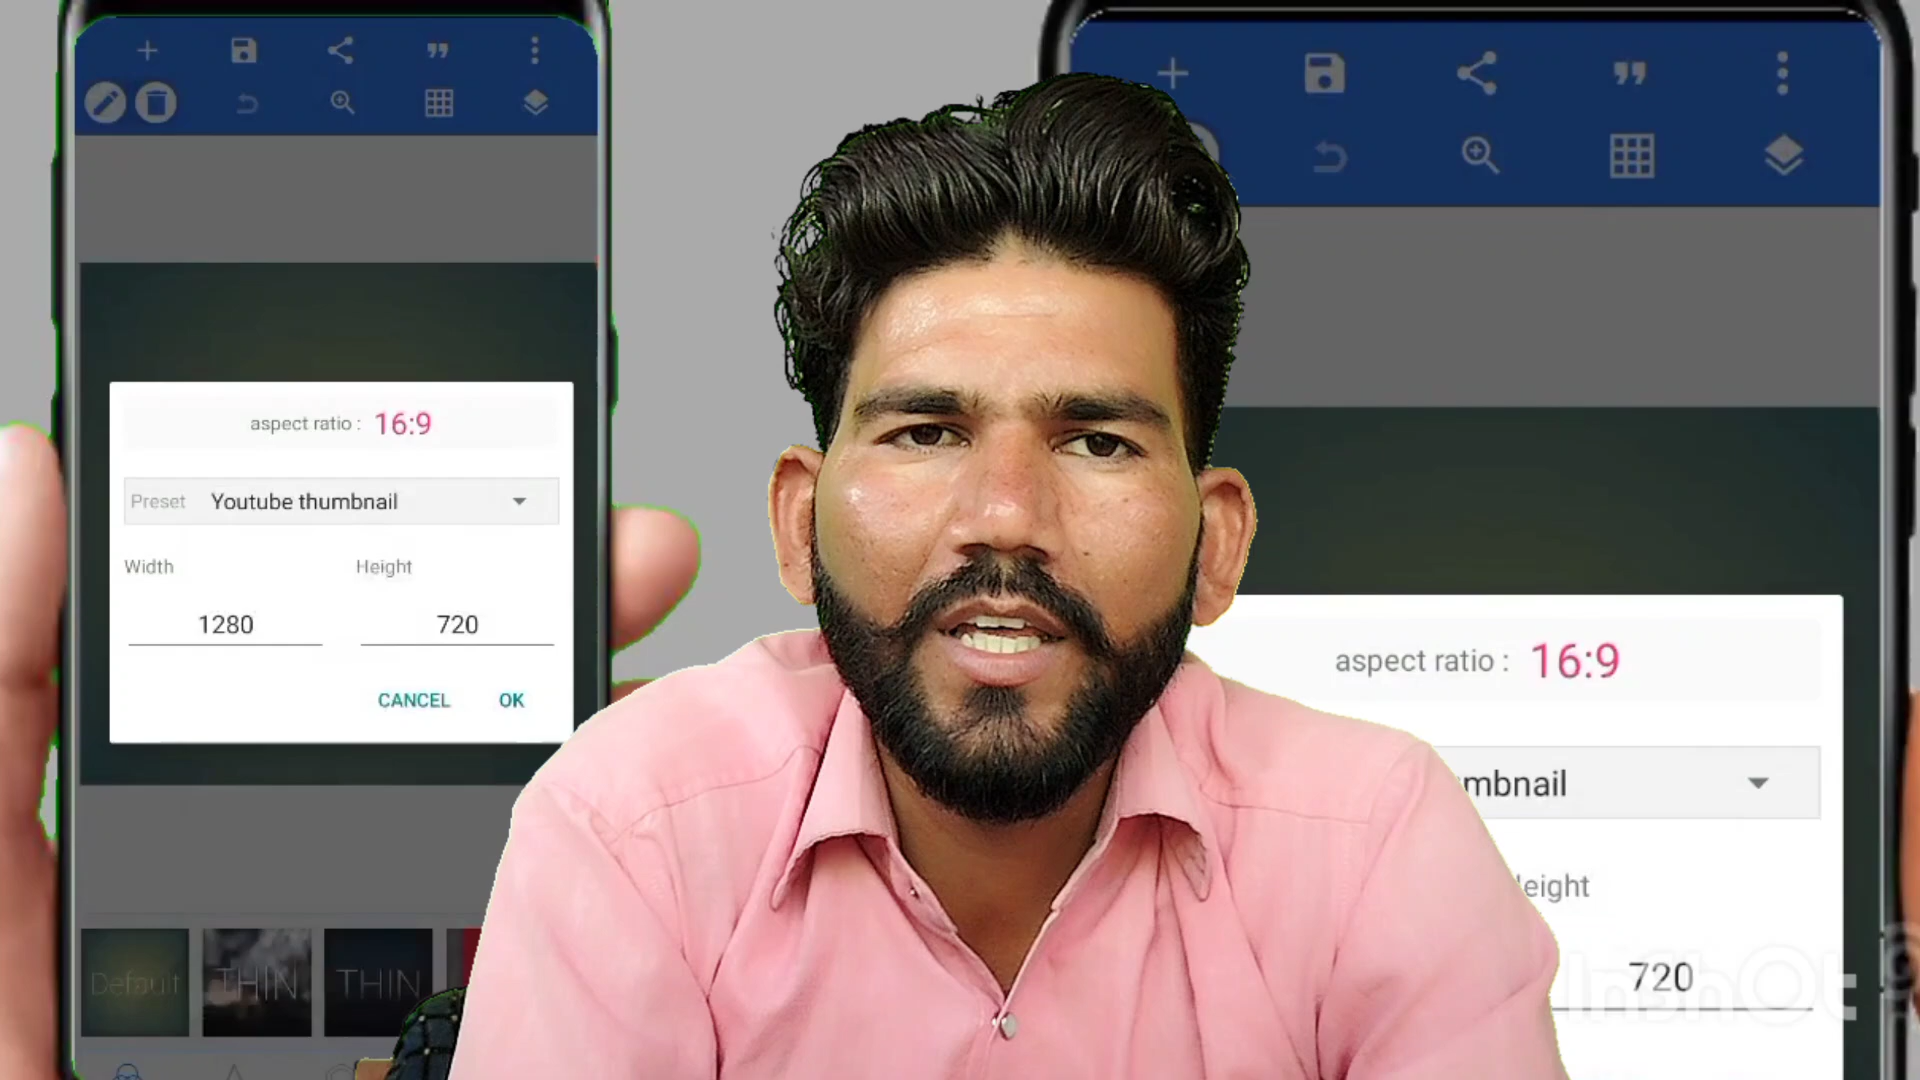 aspect ratio : 16:9
Preset Youtube thumbnail
Width Height
1280 720
CANCEL OK
Default THIN THIN
aspect ratio : 16:9
mbnail
eight
720
InShOt